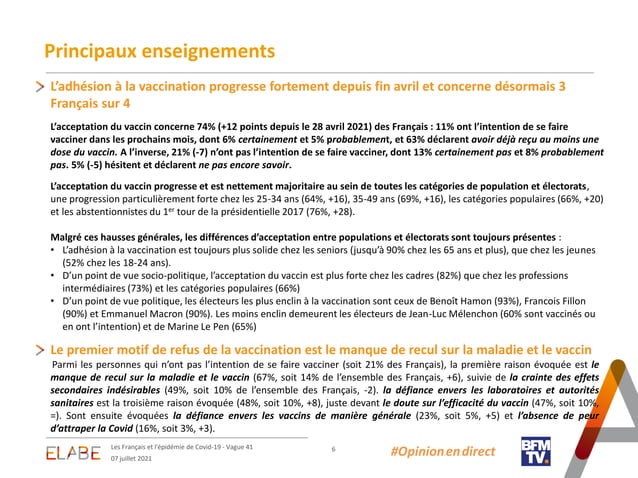 Principaux enseignements
L’adhésion à la vaccination progresse fortement depuis fin avril et concerne désormais 3
Français sur 4
L’acceptation du vaccin concerne 74% (+12 points depuis le 28 avril 2021) des Français : 11% ont l’intention de se faire
vacciner dans les prochains mois, dont 6% certainement et 5% probablement, et 63% déclarent avoir déjà reçu au moins une
dose du vaccin. A l’inverse, 21% (-7) n’ont pas l’intention de se faire vacciner, dont 13% certainement pas et 8% probablement
pas. 5% (-5) hésitent et déclarent ne pas encore savoir.
L’acceptation du vaccin progresse et est nettement majoritaire au sein de toutes les catégories de population et électorats,
une progression particulièrement forte chez les 25-34 ans (64%, +16), 35-49 ans (69%, +16), les catégories populaires (66%, +20)
et les abstentionnistes du 1er tour de la présidentielle 2017 (76%, +28).
Malgré ces hausses générales, les différences d’acceptation entre populations et électorats sont toujours présentes :
• L’adhésion à la vaccination est toujours plus solide chez les seniors (jusqu’à 90% chez les 65 ans et plus), que chez les jeunes
(52% chez les 18-24 ans).
• D’un point de vue socio-politique, l’acceptation du vaccin est plus forte chez les cadres (82%) que chez les professions
intermédiaires (73%) et les catégories populaires (66%)
• D’un point de vue politique, les électeurs les plus enclin à la vaccination sont ceux de Benoît Hamon (93%), Francois Fillon
(90%) et Emmanuel Macron (90%). Les moins enclin demeurent les électeurs de Jean-Luc Mélenchon (60% sont vaccinés ou
en ont l’intention) et de Marine Le Pen (65%)
Le premier motif de refus de la vaccination est le manque de recul sur la maladie et le vaccin
Parmi les personnes qui n’ont pas l’intention de se faire vacciner (soit 21% des Français), la première raison évoquée est le
manque de recul sur la maladie et le vaccin (67%, soit 14% de l’ensemble des Français, +6), suivie de la crainte des effets
secondaires indésirables (49%, soit 10% de l’ensemble des Français, -2). la défiance envers les laboratoires et autorités
sanitaires est la troisième raison évoquée (48%, soit 10%, +8), juste devant le doute sur l’efficacité du vaccin (47%, soit 10%,
=). Sont ensuite évoquées la défiance envers les vaccins de manière générale (23%, soit 5%, +5) et l’absence de peur
d’attraper la Covid (16%, soit 3%, +3).
ELABE
Les Français et l’épidémie de Covid-19 - Vague 41
07 juillet 2021
6
#Opinionendirect
BFM
TV.